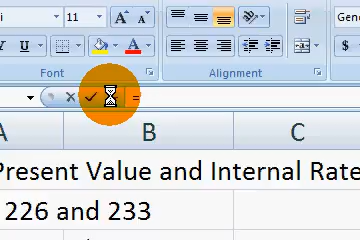 i 11 A A Gene
Y U A $
Font Alignment
=
A B C
Present Value and Internal Rate
226 and 233